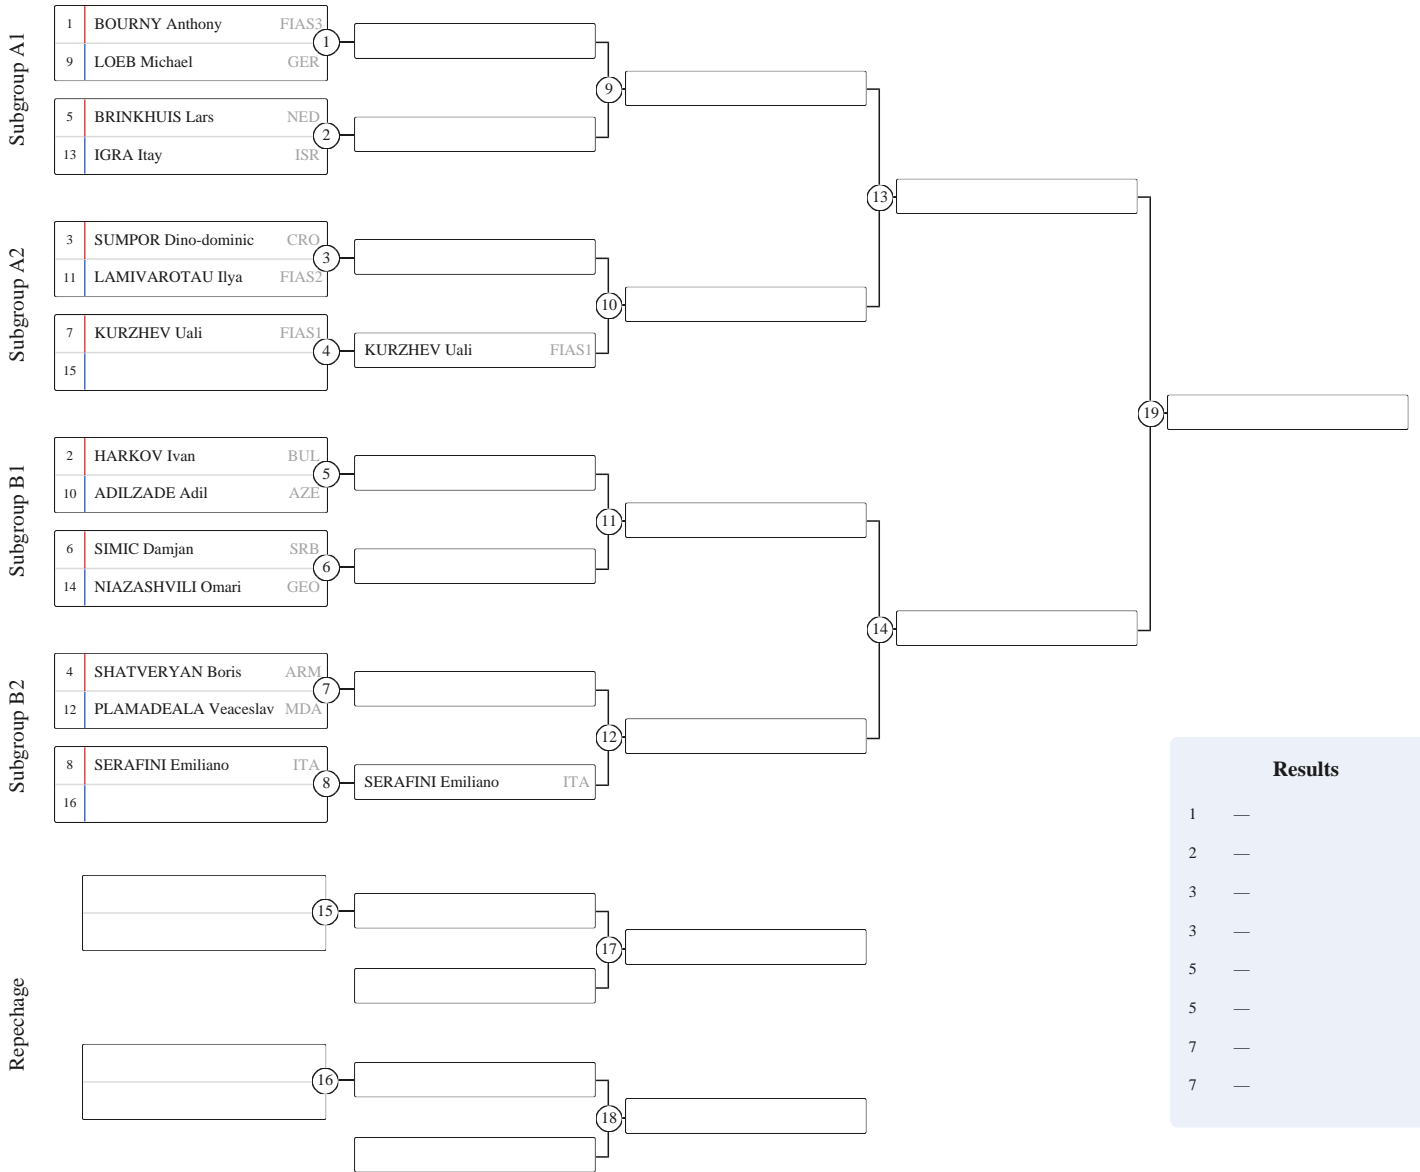 Subgroup A1
1 BOURNY Anthony FIAS3
1
9 LOEB Michael GER
9
5 BRINKHUIS Lars NED
2
13 IGRA Itay ISR
13
Subgroup A2
3 SUMPOR Dino-dominic CRO
3
11 LAMIVAROTAU Ilya FIAS2
10
7 KURZHEV Uali FIAS1
4 KURZHEV Uali FIAS1
15
19
Subgroup B1
2 HARKOV Ivan BUL
5
10 ADILZADE Adil AZE
11
6 SIMIC Damjan SRB
6
14 NIAZASHVILI Omari GEO
14
Subgroup B2
4 SHATVERYAN Boris ARM
7
12 PLAMADEALA Veaceslav MDA
12
8 SERAFINI Emiliano ITA
8 SERAFINI Emiliano ITA
16
Repechage
15
17
16
18
Results
1 —
2 —
3 —
3 —
5 —
5 —
7 —
7 —